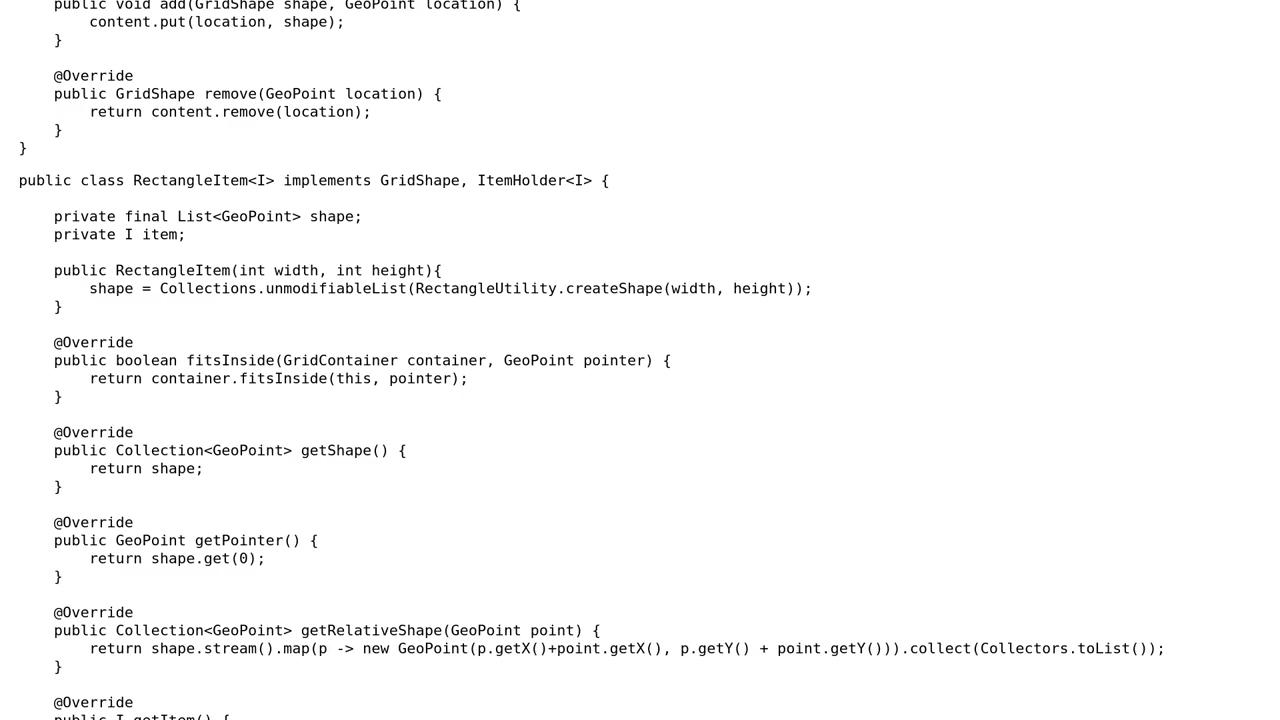 public void add(GridShape shape, GeoPoint location) {
content.put(location, shape);
}
@Override
public GridShape remove(GeoPoint location) {
return content.remove(location);
}
}
public class RectangleItem<I> implements GridShape, ItemHolder<I> {
private final List<GeoPoint> shape;
private I item;
public RectangleItem(int width, int height){
shape = Collections.unmodifiableList(RectangleUtility.createShape(width, height));
}
@Override
public boolean fitsInside(GridContainer container, GeoPoint pointer) {
return container.fitsInside(this, pointer);
}
@Override
public Collection<GeoPoint> getShape() {
return shape;
}
@Override
public GeoPoint getPointer() {
return shape.get(0);
}
@Override
public Collection<GeoPoint> getRelativeShape(GeoPoint point) {
return shape.stream().map(p -> new GeoPoint(p.getX()+point.getX(), p.getY() + point.getY())).collect(Collectors.toList());
}
@Override
public I getItem() {